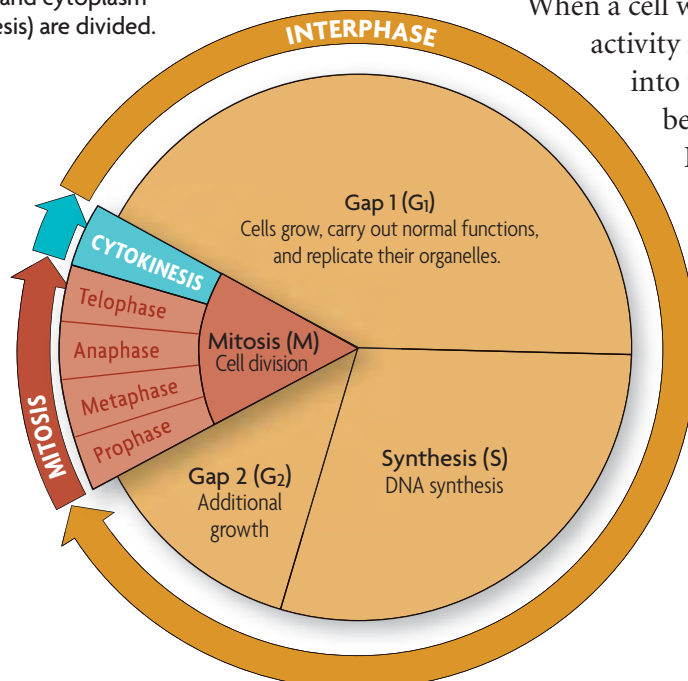 and cytoplasm
esis) are divided.
When a cell w
activity
into
be
INTERPHASE
Gap 1 (G₁)
Cells grow, carry out normal functions,
and replicate their organelles.
CYTOKINESIS
Telophase
Anaphase
Metaphase
Prophase
Mitosis (M)
Cell division
MITOSIS
Gap 2 (G₂)
Additional
growth
Synthesis (S)
DNA synthesis